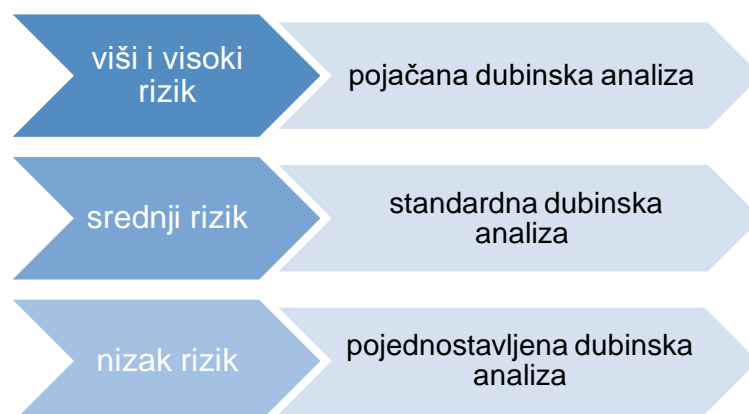 viši i visoki
rizik
pojačana dubinska analiza
srednji rizik
standardna dubinska
analiza
nizak rizik
pojednostavljena dubinska
analiza